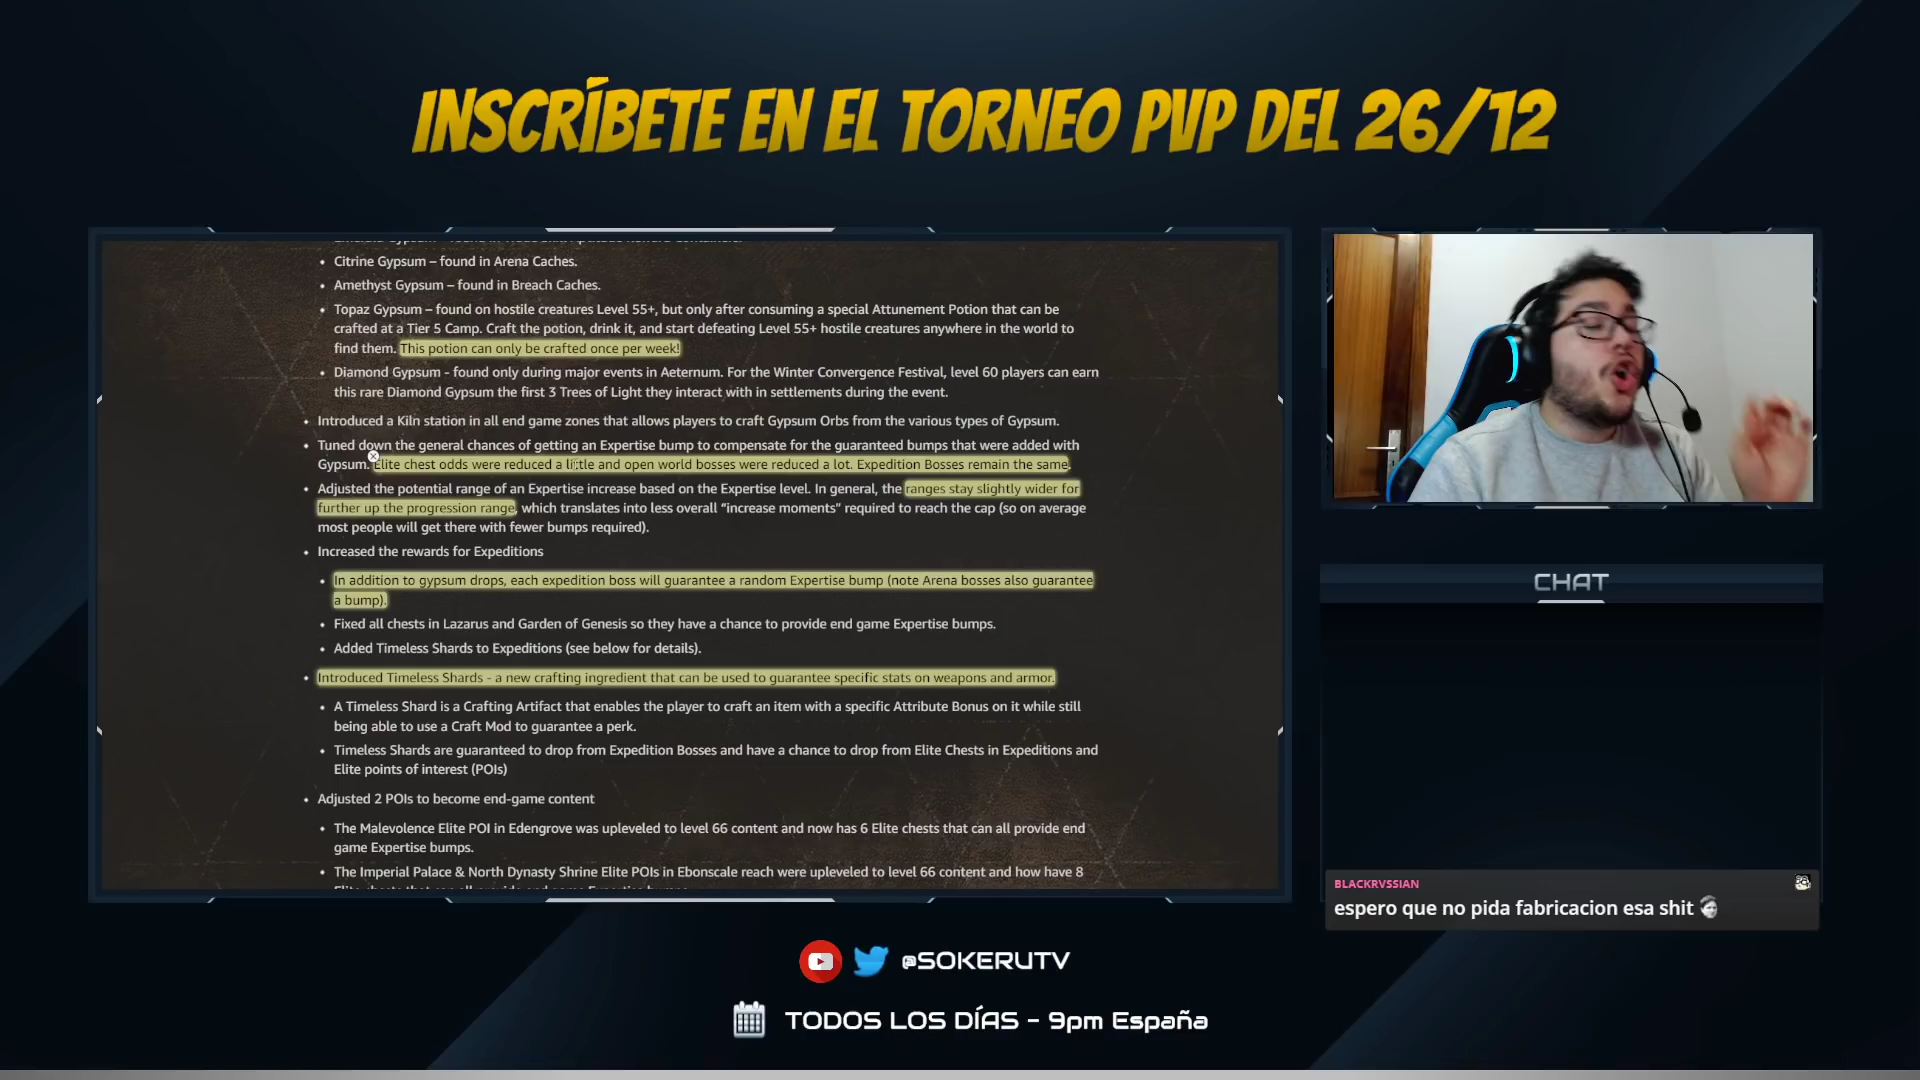 INSCRÍBETE EN EL TORNEO PVP DEL 26/12
• Citrine Gypsum – found in Arena Caches.
• Amethyst Gypsum – found in Breach Caches.
• Topaz Gypsum – found on hostile creatures Level 55+, but only after consuming a special Attunement Potion that can be
crafted at a Tier 5 Camp. Craft the potion, drink it, and start defeating Level 55+ hostile creatures anywhere in the world to
find them. This potion can only be crafted once per week!
• Diamond Gypsum - found only during major events in Aeternum. For the Winter Convergence Festival, level 60 players can earn
this rare Diamond Gypsum the first 3 Trees of Light they interact with in settlements during the event.
• Introduced a Kiln station in all end game zones that allows players to craft Gypsum Orbs from the various types of Gypsum.
• Tuned down the general chances of getting an Expertise bump to compensate for the guaranteed bumps that were added with
Gypsum. Elite chest odds were reduced a little and open world bosses were reduced a lot. Expedition Bosses remain the same.
• Adjusted the potential range of an Expertise increase based on the Expertise level. In general, the ranges stay slightly wider for
further up the progression range, which translates into less overall “increase moments” required to reach the cap (so on average
most people will get there with fewer bumps required).
• Increased the rewards for Expeditions
• In addition to gypsum drops, each expedition boss will guarantee a random Expertise bump (note Arena bosses also guarantee
a bump).
• Fixed all chests in Lazarus and Garden of Genesis so they have a chance to provide end game Expertise bumps.
• Added Timeless Shards to Expeditions (see below for details).
• Introduced Timeless Shards - a new crafting ingredient that can be used to guarantee specific stats on weapons and armor.
• A Timeless Shard is a Crafting Artifact that enables the player to craft an item with a specific Attribute Bonus on it while still
being able to use a Craft Mod to guarantee a perk.
• Timeless Shards are guaranteed to drop from Expedition Bosses and have a chance to drop from Elite Chests in Expeditions and
Elite points of interest (POIs)
• Adjusted 2 POIs to become end-game content
• The Malevolence Elite POI in Edengrove was upleveled to level 66 content and now has 6 Elite chests that can all provide end
game Expertise bumps.
• The Imperial Palace & North Dynasty Shrine Elite POIs in Ebonscale reach were upleveled to level 66 content and how have 8
CHAT
BLACKRVSSIAN
espero que no pida fabricacion esa shit
@SOKERUTV
TODOS LOS DÍAS - 9pm España